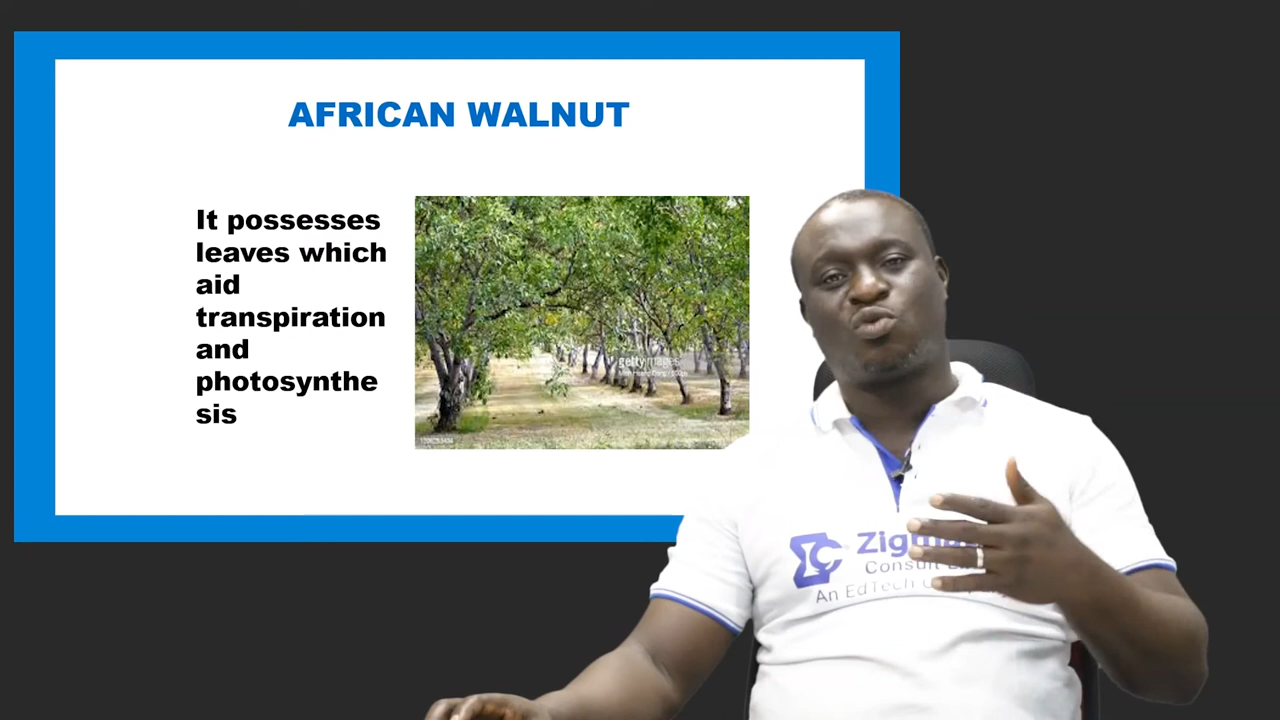 AFRICAN WALNUT
It possesses
leaves which
aid
transpiration
and
photosynthe
sis
gettyimages
Consult
An EdTech